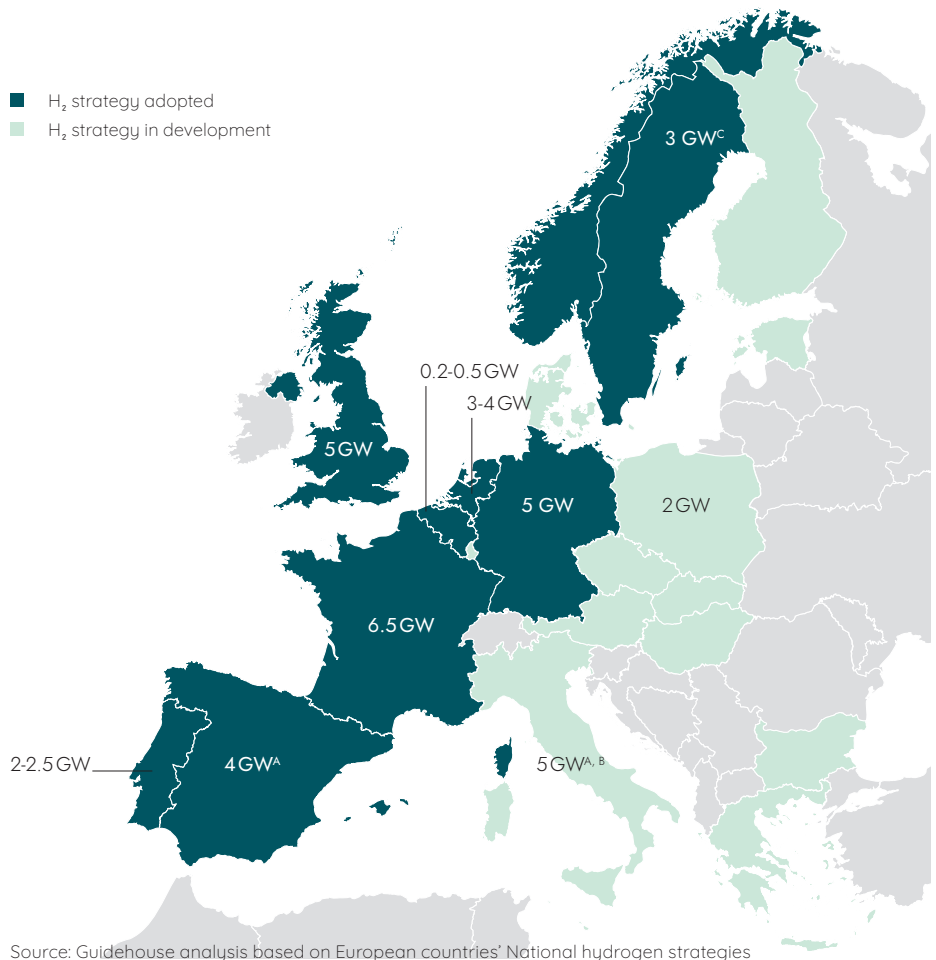 H₂ strategy adopted
H₂ strategy in development
3 GWᶜ
0.2-0.5 GW
3-4 GW
5 GW
5 GW
2 GW
6.5 GW
2-2.5 GW
4 GWᴬ
5 GWᴬ, ᴮ
Source: Guidehouse analysis based on European countries’ National hydrogen strategies